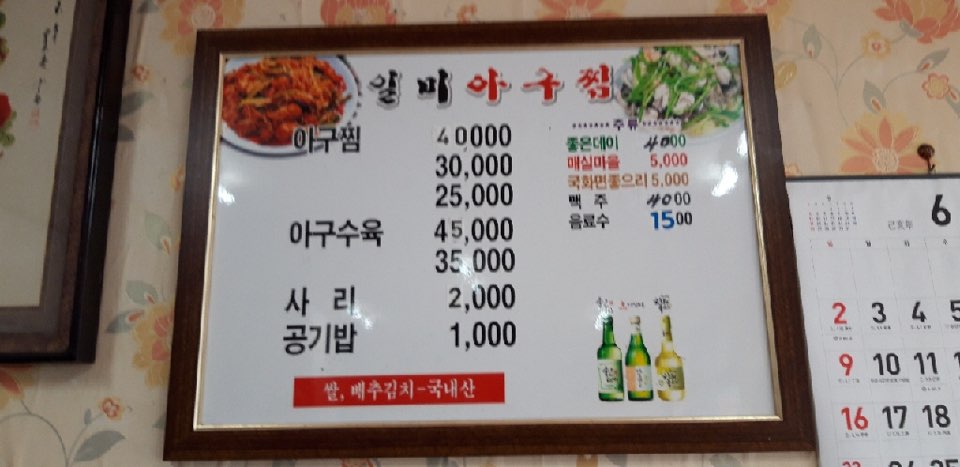 일미아구찜
아구찜 40000
30,000
25,000
아구수육 45,000
35,000
사리 2,000
공기밥 1,000
쌀, 배추김치-국내산
주류
좋은데이 4000
매실마을 5,000
국화면좋으리 5,000
맥주 4000
음료수 1500
6
己亥年
2 3 4 5
9 10 11 1
16 17 18